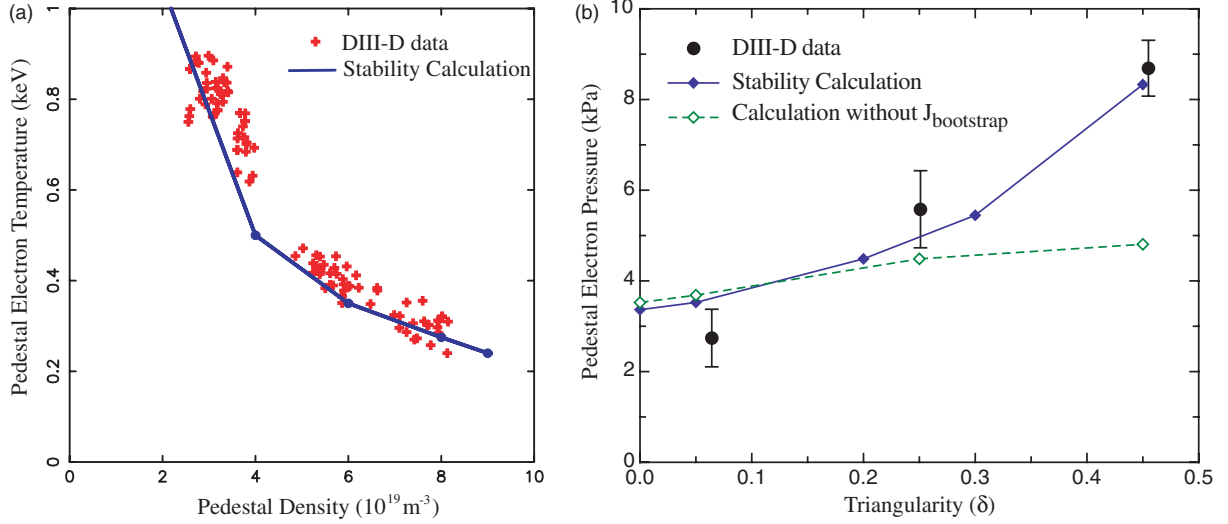 (a)
DIII-D data
Stability Calculation
Pedestal Electron Temperature (keV)
1
0.8
0.6
0.4
0.2
0
2
4
6
8
10
Pedestal Density (10¹⁹ m⁻³)
(b)
DIII-D data
Stability Calculation
Calculation without J_bootstrap
Pedestal Electron Pressure (kPa)
10
8
6
4
2
0
0.0
0.1
0.2
0.3
0.4
0.5
Triangularity (δ)